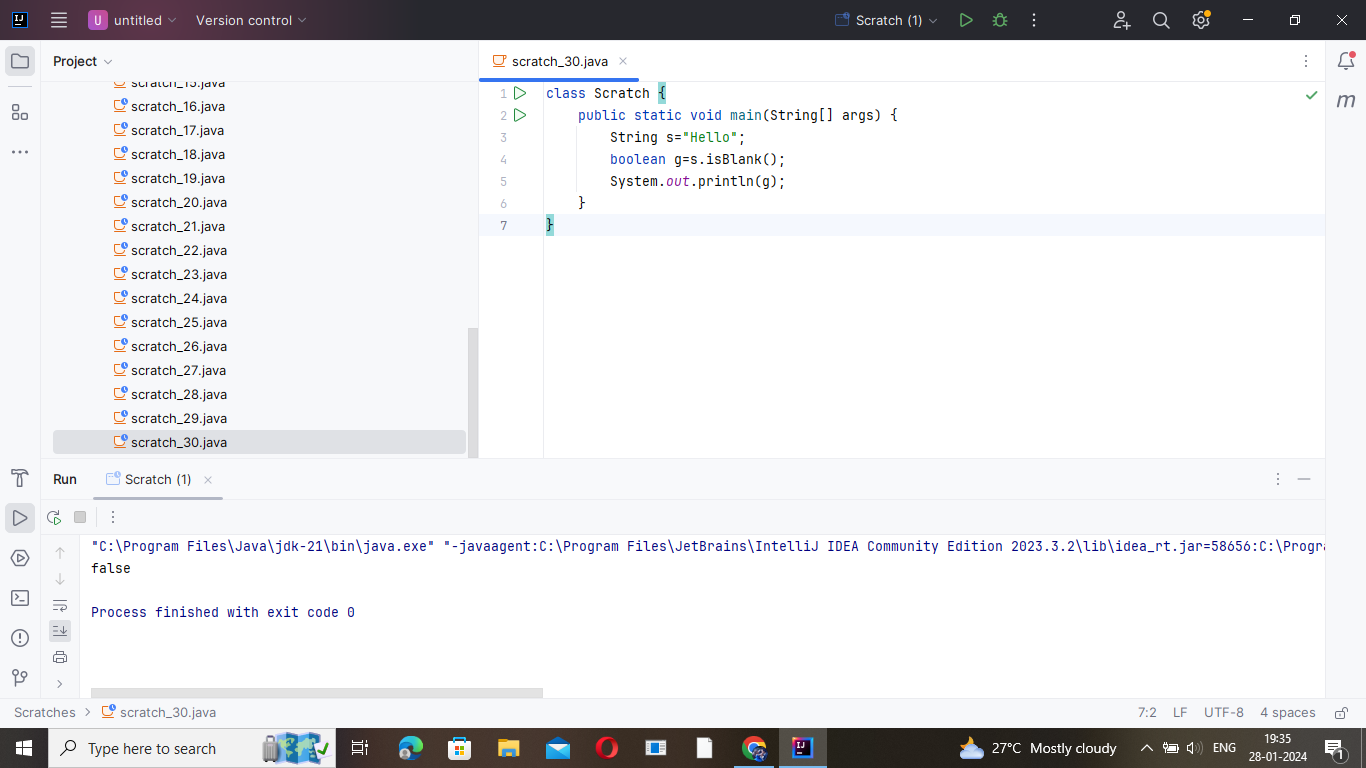 U untitled Version control Scratch (1)
Project
scratch_30.java
scratch_15.java
scratch_16.java
scratch_17.java
scratch_18.java
scratch_19.java
scratch_20.java
scratch_21.java
scratch_22.java
scratch_23.java
scratch_24.java
scratch_25.java
scratch_26.java
scratch_27.java
scratch_28.java
scratch_29.java
scratch_30.java
1 class Scratch {
2 public static void main(String[] args) {
3 String s="Hello";
4 boolean g=s.isBlank();
5 System.out.println(g);
6 }
7 }
m
Run Scratch (1)
"C:\Program Files\Java\jdk-21\bin\java.exe" "-javaagent:C:\Program Files\JetBrains\IntelliJ IDEA Community Edition 2023.3.2\lib\idea_rt.jar=58656:C:\Progra
false
Process finished with exit code 0
Scratches > scratch_30.java 7:2 LF UTF-8 4 spaces
Type here to search 27°C Mostly cloudy ENG 19:35
28-01-2024 1